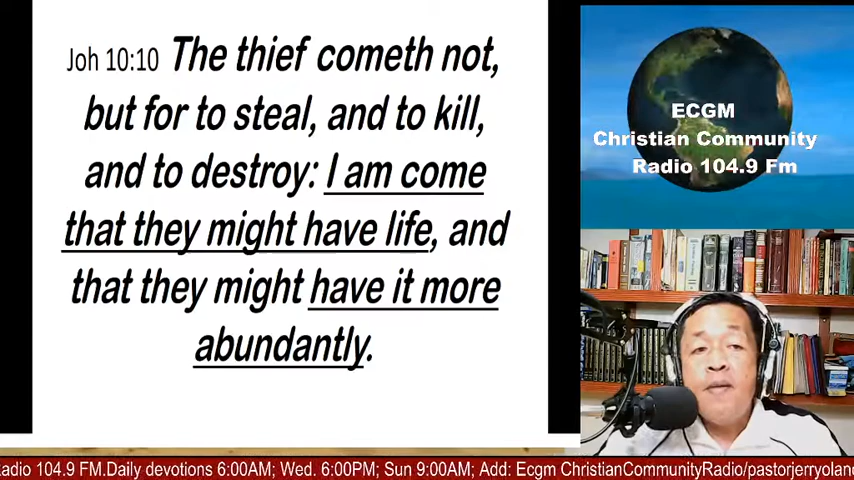 Joh 10:10 The thief cometh not,
but for to steal, and to kill,
and to destroy: I am come
that they might have life, and
that they might have it more
abundantly.
ECGM
Christian Community
Radio 104.9 Fm
adio 104.9 FM.Daily devotions 6:00AM; Wed. 6:00PM; Sun 9:00AM; Add: Ecgm ChristianCommunityRadio/pastorjerryolan